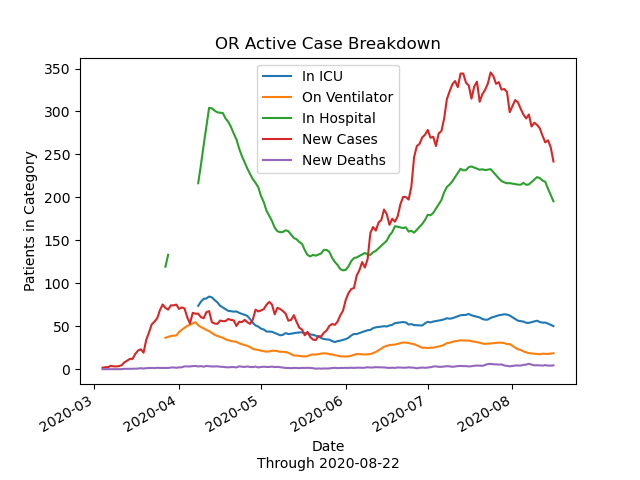 OR Active Case Breakdown
In ICU
On Ventilator
In Hospital
New Cases
New Deaths
Patients in Category
350
300
250
200
150
100
50
0
2020-03
2020-04
2020-05
2020-06
2020-07
2020-08
Date
Through 2020-08-22